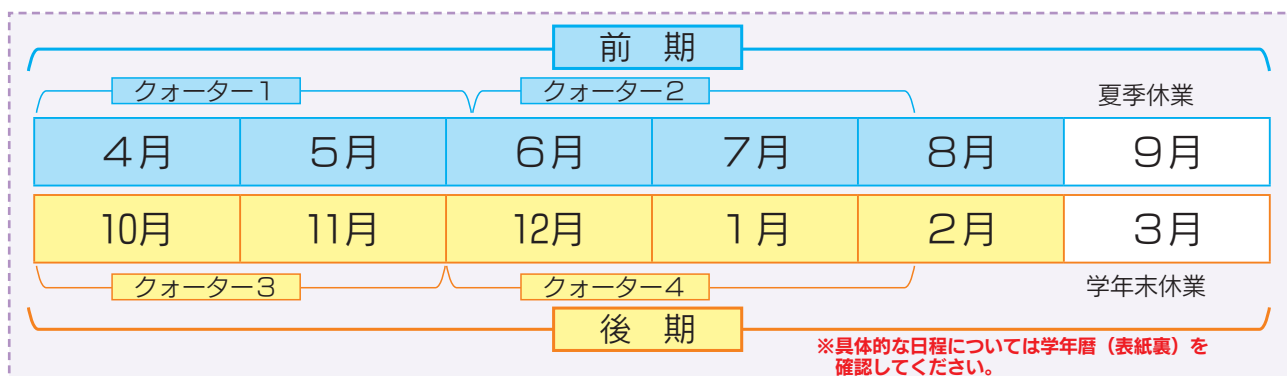 前　期
クォーター1　クォーター2
夏季休業
4月　5月　6月　7月　8月　9月
10月　11月　12月　1月　2月　3月
クォーター3　クォーター4
学年末休業
後　期
※具体的な日程については学年暦（表紙裏）を
確認してください。